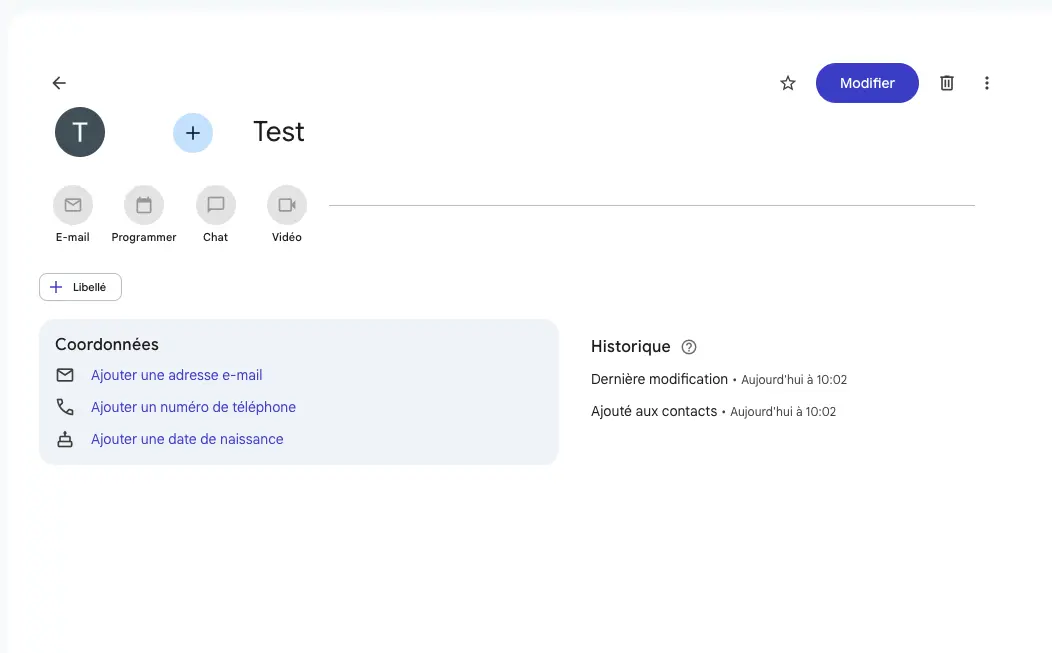 Modifier
T
Test
E-mail
Programmer
Chat
Vidéo
Libellé
Coordonnées
Ajouter une adresse e-mail
Ajouter un numéro de téléphone
Ajouter une date de naissance
Historique
Dernière modification • Aujourd'hui à 10:02
Ajouté aux contacts • Aujourd'hui à 10:02